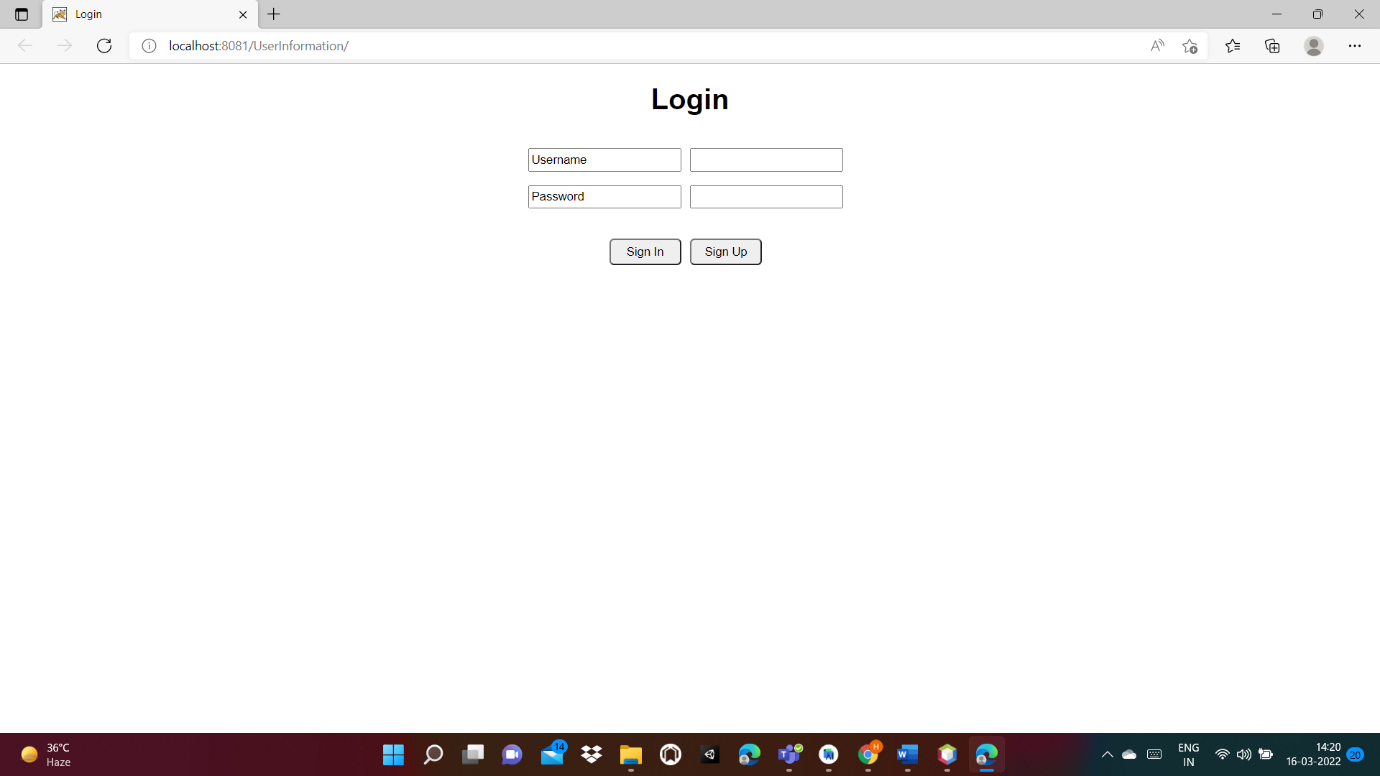 Login
localhost:8081/UserInformation/
Login
Username
Password
Sign In Sign Up
36°C
Haze
14
H
ENG
IN
14:20
16-03-2022
20